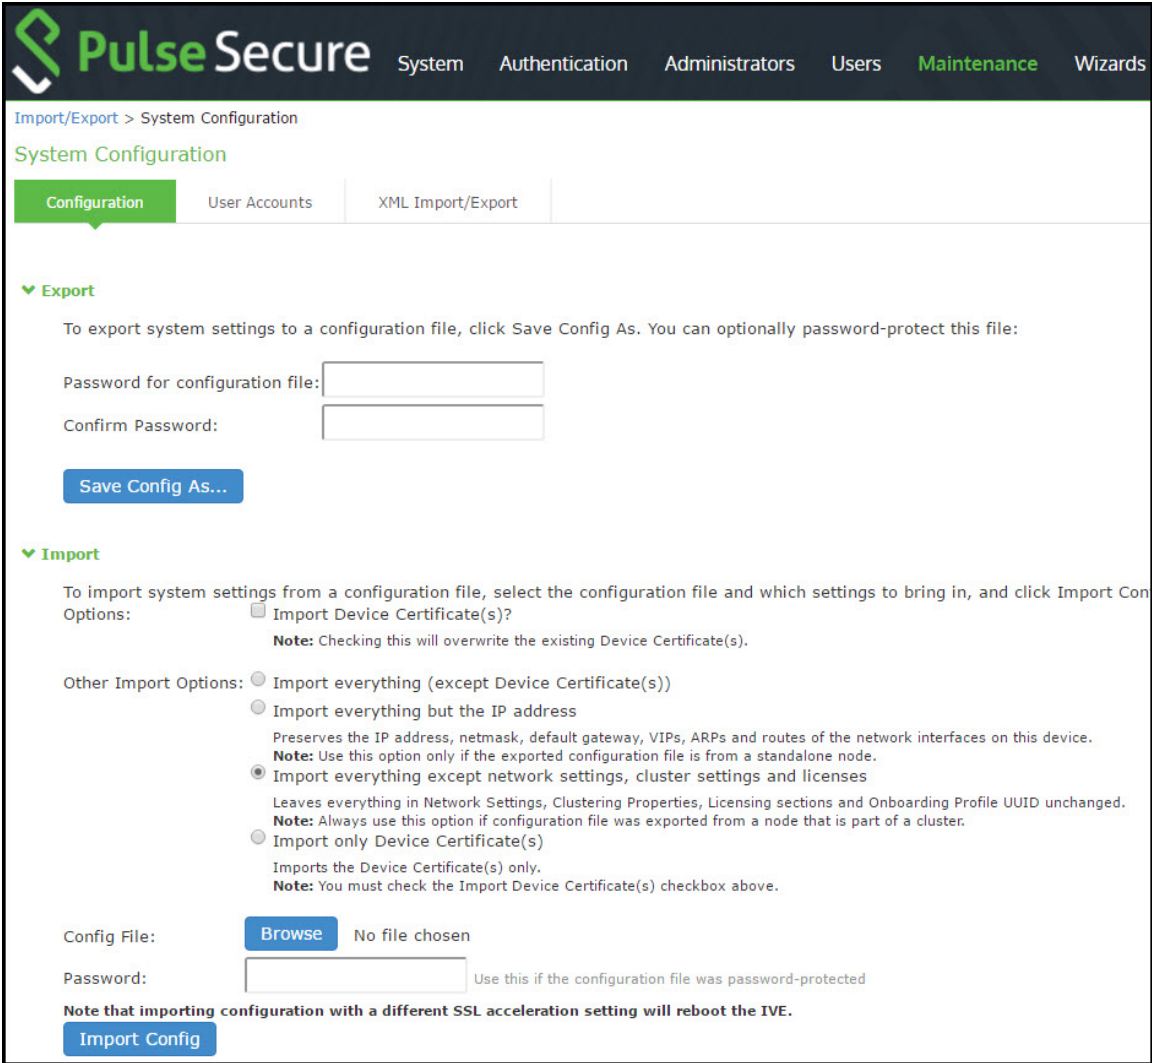 Pulse Secure System Authentication Administrators Users Maintenance Wizards
Import/Export > System Configuration
System Configuration
Configuration User Accounts XML Import/Export
Export
To export system settings to a configuration file, click Save Config As. You can optionally password-protect this file:
Password for configuration file:
Confirm Password:
Save Config As...
Import
To import system settings from a configuration file, select the configuration file and which settings to bring in, and click Import Con
Options: Import Device Certificate(s)?
Note: Checking this will overwrite the existing Device Certificate(s).
Other Import Options: Import everything (except Device Certificate(s))
Import everything but the IP address
Preserves the IP address, netmask, default gateway, VIPs, ARPs and routes of the network interfaces on this device.
Note: Use this option only if the exported configuration file is from a standalone node.
Import everything except network settings, cluster settings and licenses
Leaves everything in Network Settings, Clustering Properties, Licensing sections and Onboarding Profile UUID unchanged.
Note: Always use this option if configuration file was exported from a node that is part of a cluster.
Import only Device Certificate(s)
Imports the Device Certificate(s) only.
Note: You must check the Import Device Certificate(s) checkbox above.
Config File: Browse No file chosen
Password: Use this if the configuration file was password-protected
Note that importing configuration with a different SSL acceleration setting will reboot the IVE.
Import Config